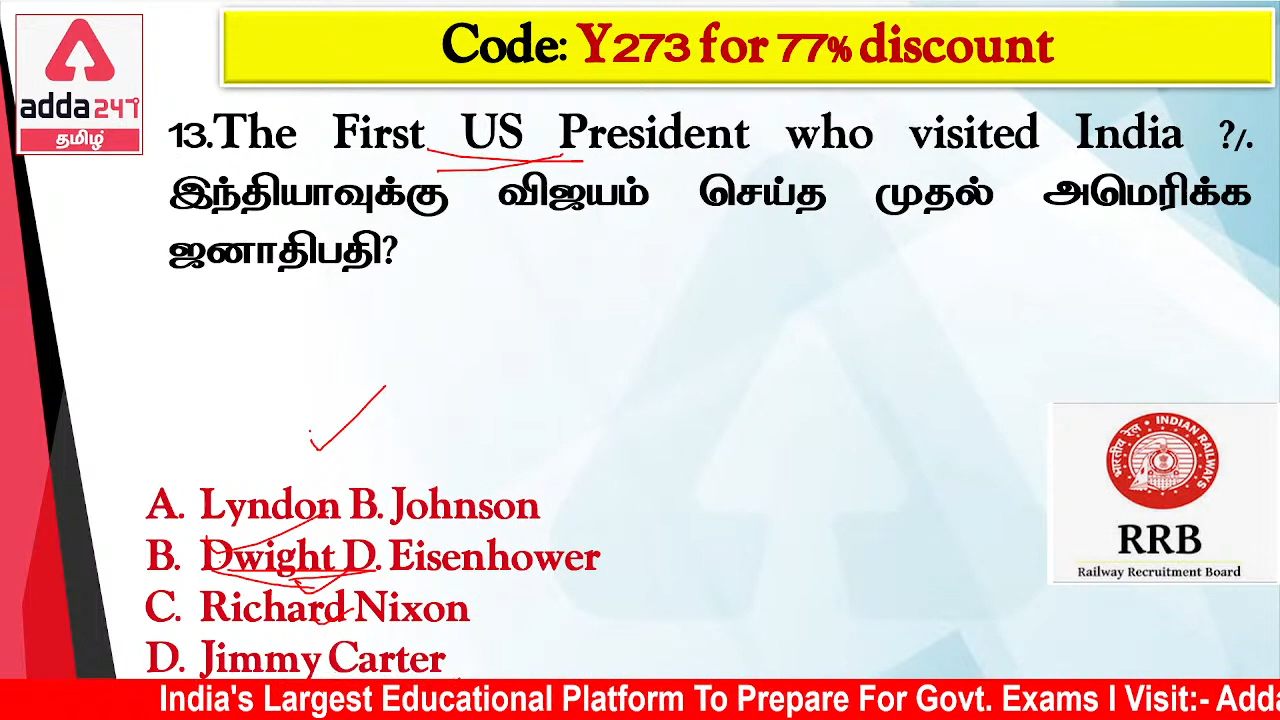 Code: Y273 for 77% discount
adda247
தமிழ்
13.The First US President who visited India ?/.
இந்தியாவுக்கு விஜயம் செய்த முதல் அமெரிக்க
ஜனாதிபதி?
A. Lyndon B. Johnson
B. Dwight D. Eisenhower
C. Richard Nixon
D. Jimmy Carter
भारतीय रेल • INDIAN RAILWAYS
RRB
Railway Recruitment Board
India's Largest Educational Platform To Prepare For Govt. Exams I Visit:- Adda